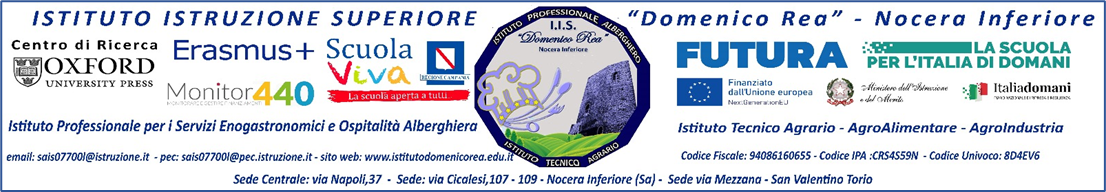 ISTITUTO ISTRUZIONE SUPERIORE
"Domenico Rea" - Nocera Inferiore
Centro di Ricerca
OXFORD
UNIVERSITY PRESS
Erasmus+
Monitor440
Scuola
Viva
La scuola aperta a tutti
REGIONE CAMPANIA
ISTITUTO PROFESSIONALE ALBERGHIERO
I.I.S.
"Domenico Rea"
Nocera Inferiore
ISTITUTO TECNICO AGRARIO
FUTURA
LA SCUOLA
PER L'ITALIA DI DOMANI
Finanziato
dall'Unione europea
NextGenerationEU
Ministero dell'Istruzione
e del Merito
Italiadomani
Istituto Professionale per i Servizi Enogastronomici e Ospitalità Alberghiera
Istituto Tecnico Agrario - AgroAlimentare - AgroIndustria
email: sais07700l@istruzione.it - pec: sais07700l@pec.istruzione.it - sito web: www.istitutodomenicorea.edu.it
Codice Fiscale: 94086160655 - Codice IPA :CRS4S59N - Codice Univoco: 8D4EV6
Sede Centrale: via Napoli,37 - Sede: via Cicalesi,107 - 109 - Nocera Inferiore (Sa) - Sede via Mezzana - San Valentino Torio